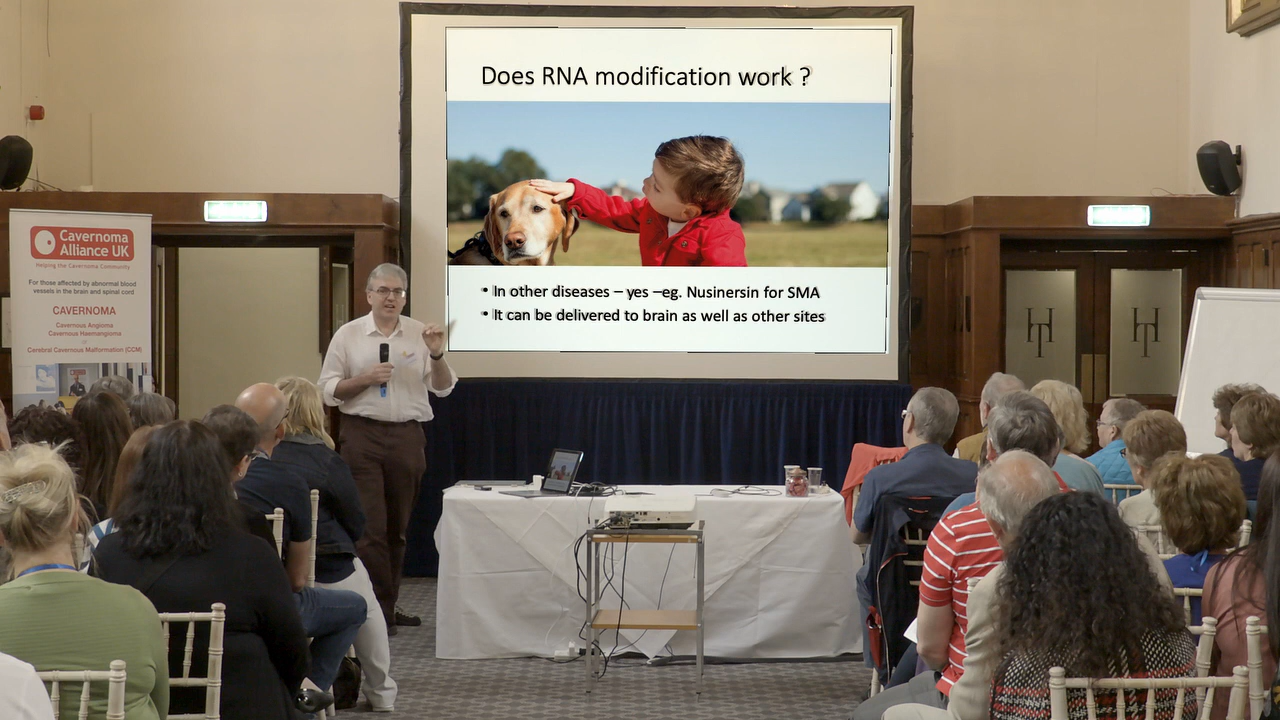 Does RNA modification work ?
• In other diseases – yes –eg. Nusinersin for SMA
• It can be delivered to brain as well as other sites
Cavernoma
Alliance UK
Helping the Cavernoma Community
For those affected by abnormal blood
vessels in the brain and spinal cord
CAVERNOMA
Cavernous Angioma
Cavernous Haemangioma
or
Cerebral Cavernous Malformation (CCM)